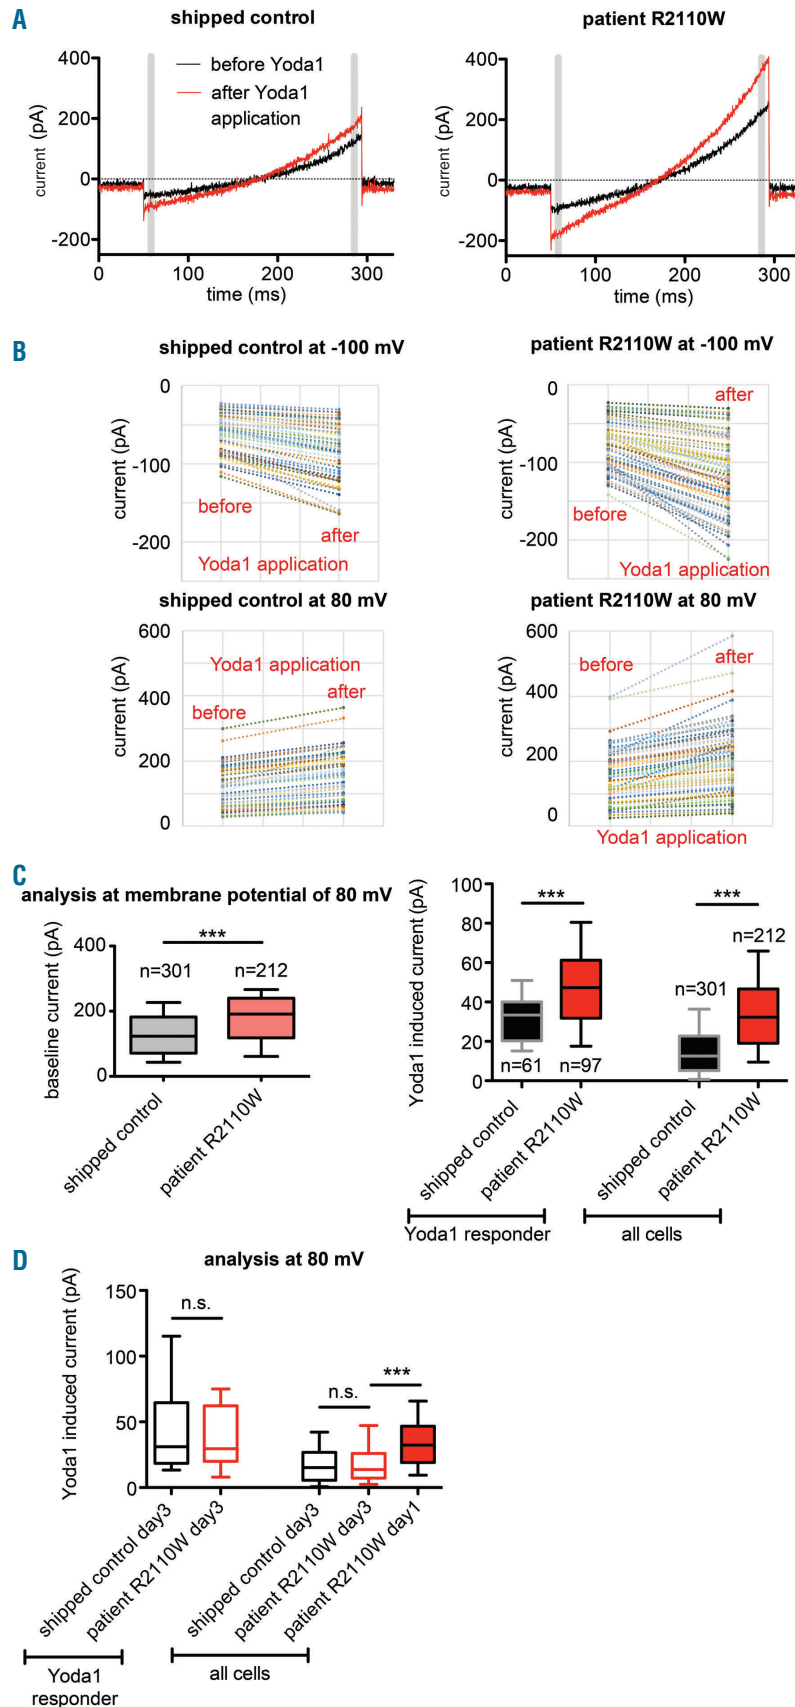 A
shipped control
patient R2110W
before Yoda1
after Yoda1
application
current (pA)
400
200
0
-200
0 100 200 300
time (ms)
current (pA)
400
200
0
-200
0 100 200 300
time (ms)
B
shipped control at -100 mV
patient R2110W at -100 mV
current (pA)
0
-100
-200
before
after
Yoda1 application
current (pA)
0
-100
-200
after
before
Yoda1 application
shipped control at 80 mV
patient R2110W at 80 mV
current (pA)
600
400
200
0
Yoda1 application
before
after
current (pA)
600
400
200
0
before
after
Yoda1 application
C
analysis at membrane potential of 80 mV
baseline current (pA)
400
200
0
***
n=301
n=212
shipped control
patient R2110W
Yoda1 induced current (pA)
100
80
60
40
20
0
***
***
n=212
n=301
n=61
n=97
shipped control
patient R2110W
shipped control
patient R2110W
Yoda1 responder
all cells
D
analysis at 80 mV
Yoda1 induced current (pA)
150
100
50
0
n.s.
n.s.
***
shipped control day3
patient R2110W day3
shipped control day3
patient R2110W day3
patient R2110W day1
Yoda1
responder
all cells